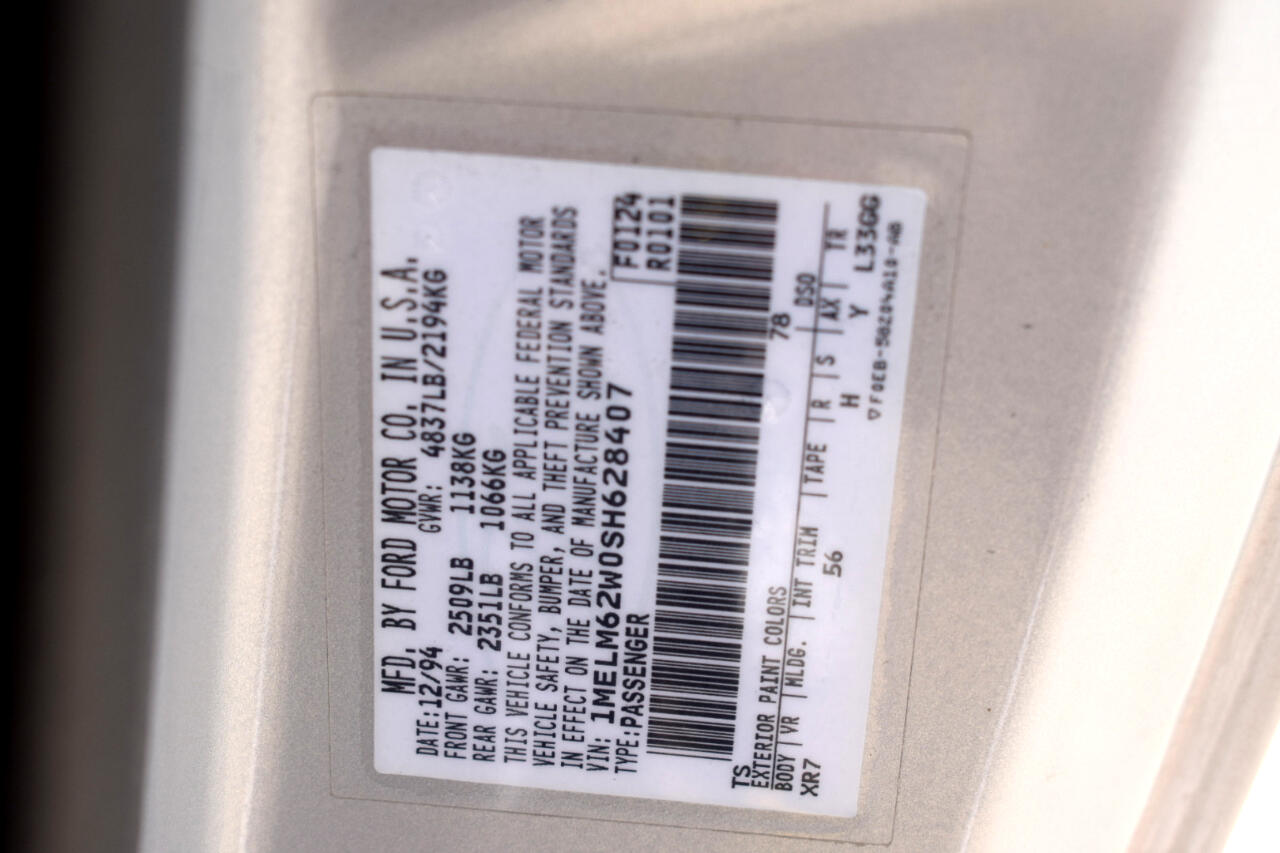 MFD. BY FORD MOTOR CO. IN U.S.A.
DATE:12/94 GVWR: 4837LB/2194KG
FRONT GAWR: 2509LB 1138KG
REAR GAWR: 2351LB 1066KG
THIS VEHICLE CONFORMS TO ALL APPLICABLE FEDERAL MOTOR
VEHICLE SAFETY, BUMPER, AND THEFT PREVENTION STANDARDS
IN EFFECT ON THE DATE OF MANUFACTURE SHOWN ABOVE.
VIN: 1MELM62W0SH628407 F0124
TYPE:PASSENGER R0101
TS 78
EXTERIOR PAINT COLORS DSO
BODY VR MLDG. INT TRIM TAPE R S AX TR
XR7 56 H Y L33GG
▽F0EB-50204A10-AB